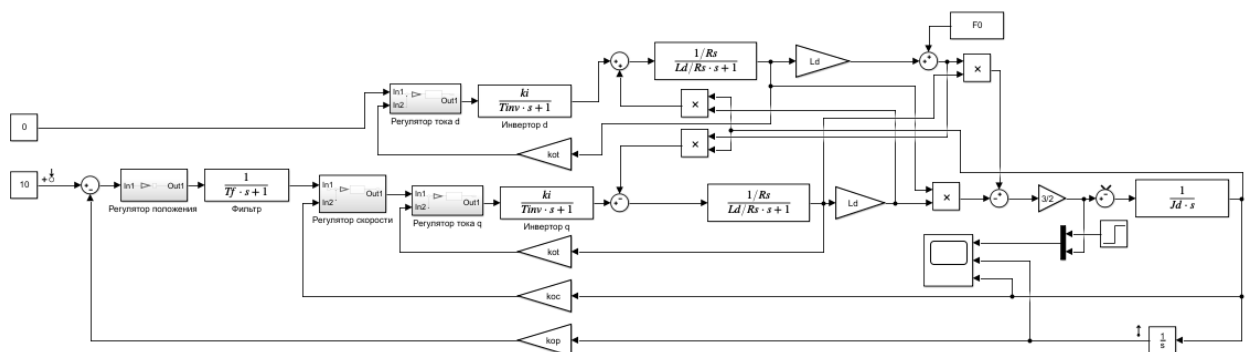 F0
1/Rs
Ld/Rs · s + 1
Ld
×
In1
In2
Out1
Регулятор тока d
ki
Tinv · s + 1
Инвертор d
×
0
kot
×
10
In1
Out1
Регулятор положения
1
Tf · s + 1
Фильтр
In1
In2
Регулятор скорости
In1
In2
Out1
Регулятор тока q
ki
Tinv · s + 1
Инвертор q
1/Rs
Ld/Rs · s + 1
Ld
×
3/2
1
Jd · s
kot
koc
kop
1
s